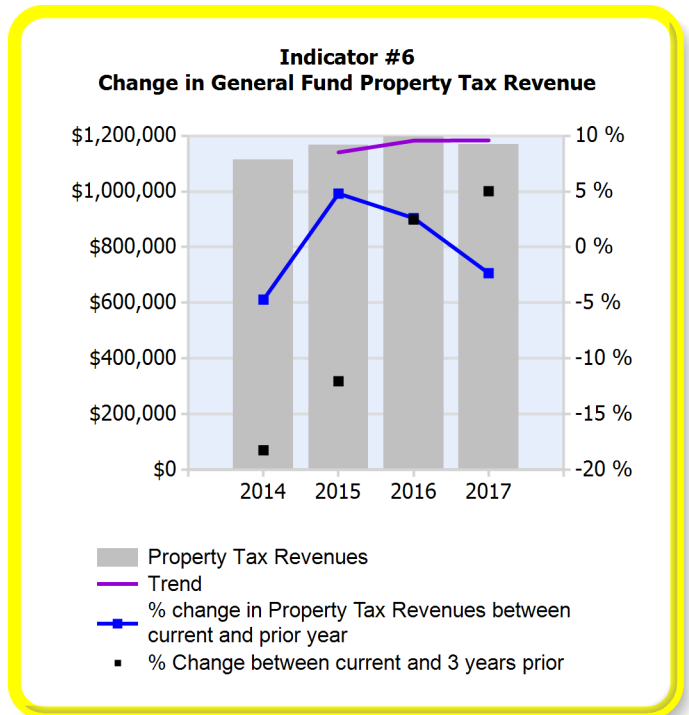 Indicator #6
Change in General Fund Property Tax Revenue
$1,200,000
$1,000,000
$800,000
$600,000
$400,000
$200,000
$0
10 %
5 %
0 %
-5 %
-10 %
-15 %
-20 %
2014 2015 2016 2017
Property Tax Revenues
Trend
% change in Property Tax Revenues between
current and prior year
% Change between current and 3 years prior